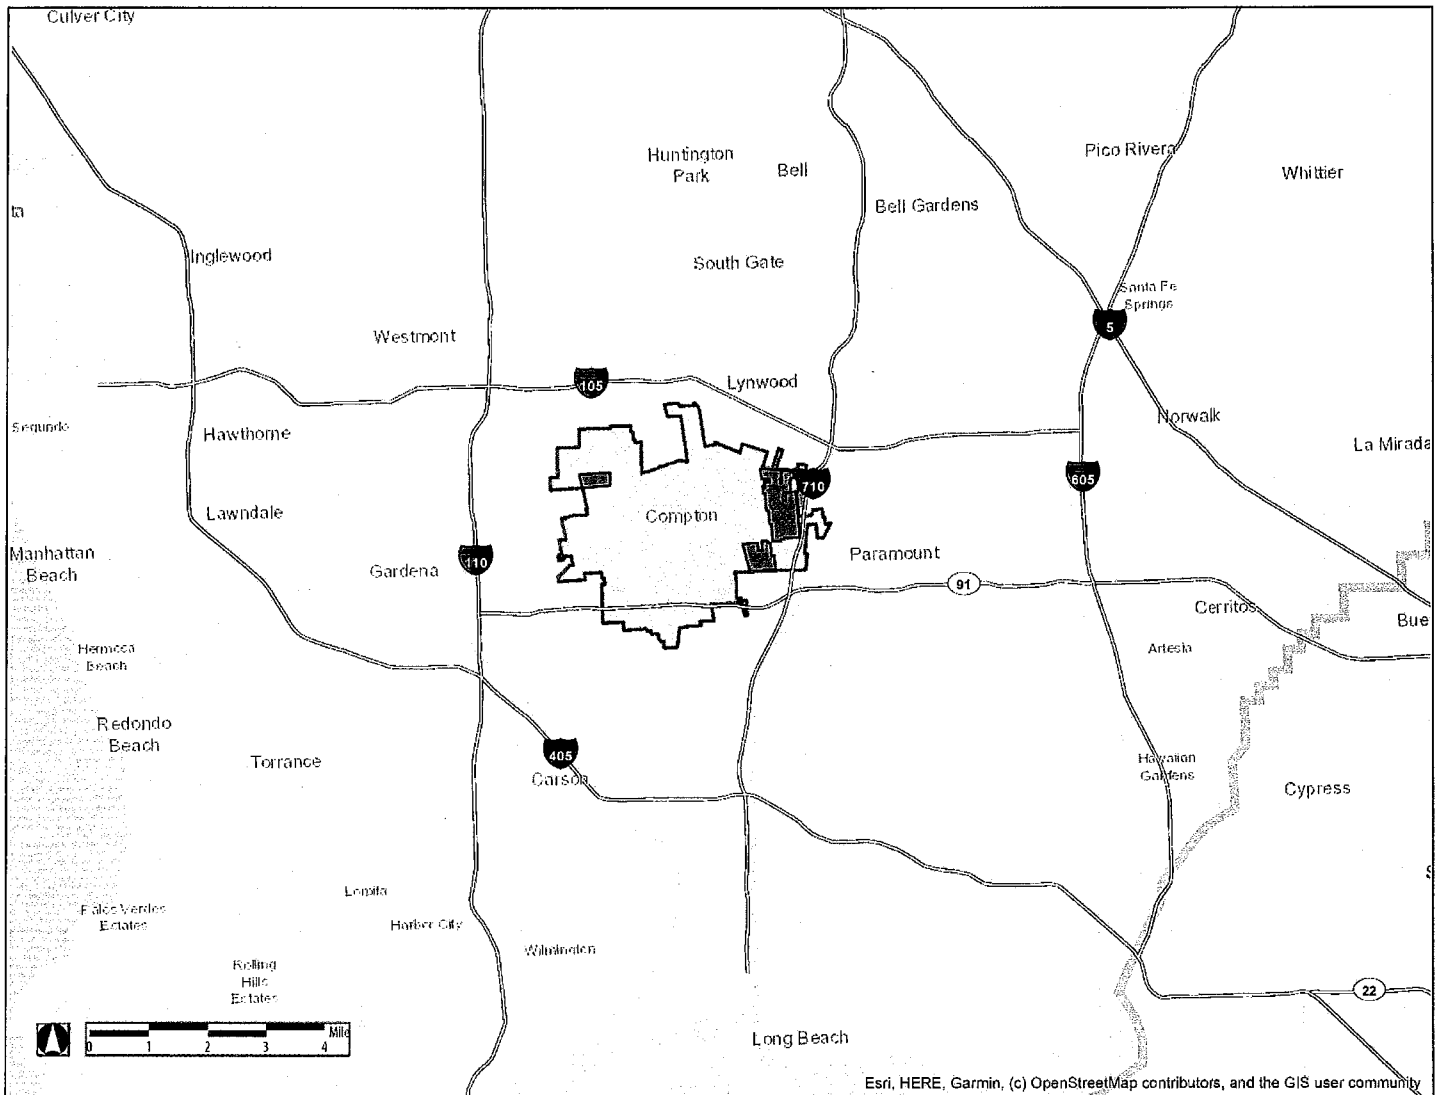 Culver City
Huntington
Park
Bell
Pico Rivera
Whittier
ta
Bell Gardens
Inglewood
South Gate
Santa Fe
Springs
5
Westmont
105
Lynwood
Segundo
Hawthorne
Norwalk
La Mirada
710
605
Lawndale
Compton
Manhattan
Beach
Gardena
110
Paramount
91
Cerritos
Bue
Hermosa
Beach
Artesia
Redondo
Beach
Torrance
405
Carson
Hawaiian
Gardens
Cypress
Lomita
Palos Verdes
Estates
Harbor City
Wilmington
Rolling
Hills
Estates
22
Mile
0 1 2 3 4
Long Beach
Esri, HERE, Garmin, (c) OpenStreetMap contributors, and the GIS user community